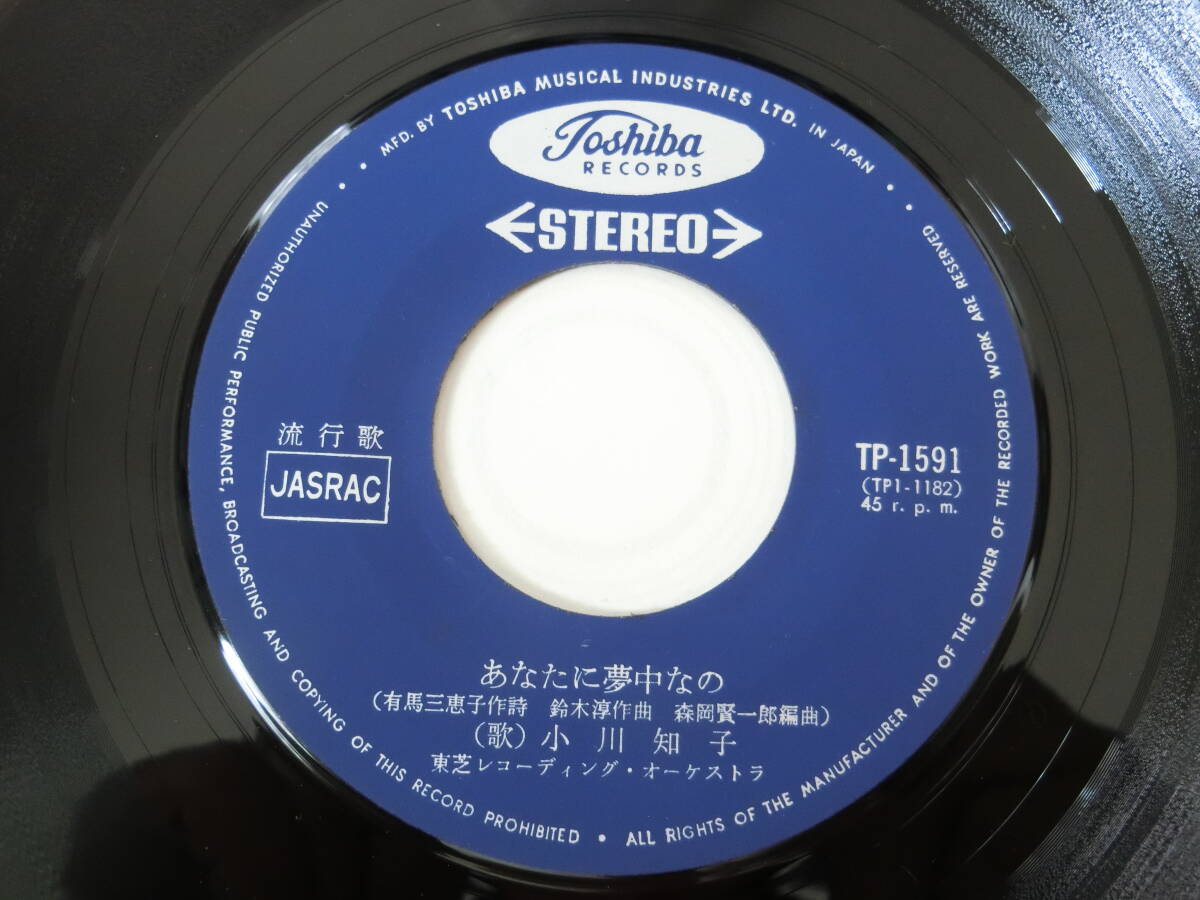 MFD. BY TOSHIBA MUSICAL INDUSTRIES LTD. IN JAPAN
Toshiba
RECORDS
STEREO
流行歌
JASRAC
TP-1591
(TP1-1182)
45 r. p. m.
あなたに夢中なの
(有馬三恵子作詩 鈴木淳作曲 森岡賢一郎編曲)
(歌) 小川知子
東芝レコーディング・オーケストラ
UNAUTHORIZED PUBLIC PERFORMANCE, BROADCASTING AND COPYING OF THIS RECORD PROHIBITED • ALL RIGHTS OF THE MANUFACTURER AND OF THE OWNER OF THE RECORDED WORK ARE RESERVED